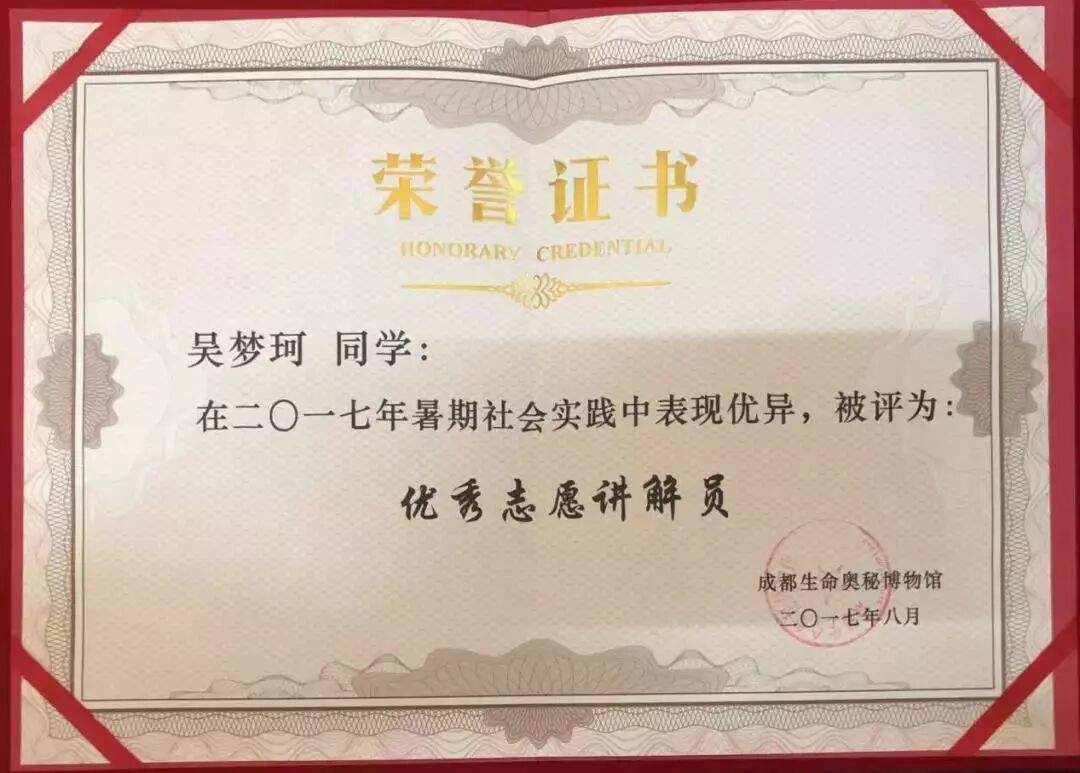 荣誉证书
HONORARY CREDENTIAL
吴梦珂 同学：
在二〇一七年暑期社会实践中表现优异，被评为：
优秀志愿讲解员
成都生命奥秘博物馆
二〇一七年八月